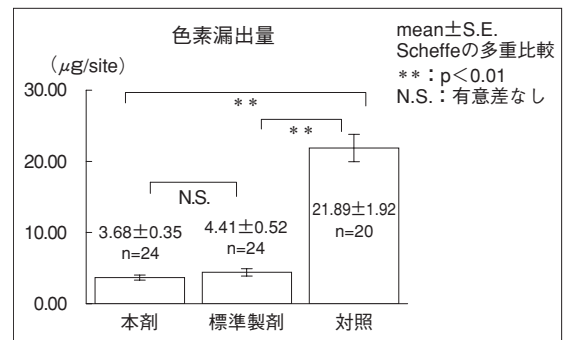 色素漏出量
mean±S.E.
Scheffeの多重比較
**：p＜0.01
N.S.：有意差なし
（μg/site）
30.00
20.00
10.00
0.00
**
**
N.S.
3.68±0.35
n=24
4.41±0.52
n=24
21.89±1.92
n=20
本剤
標準製剤
対照